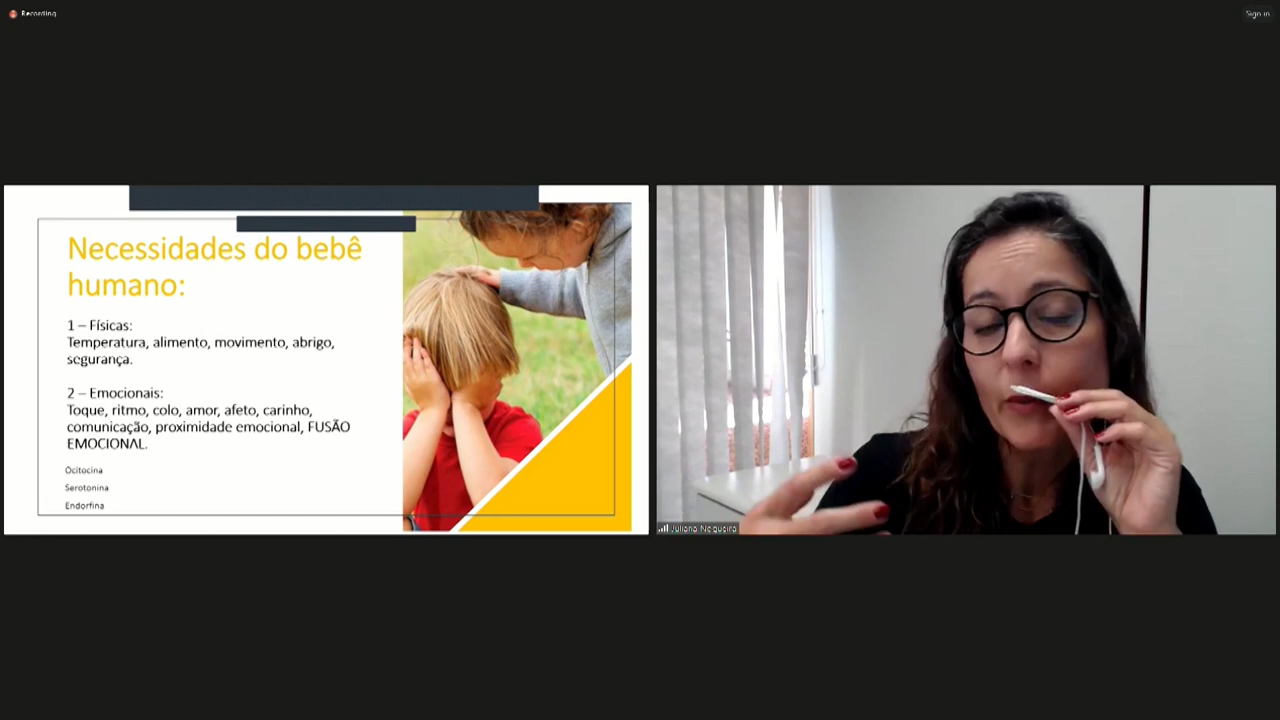 Recording
Sign in
Necessidades do bebê
humano:
1 – Físicas:
Temperatura, alimento, movimento, abrigo,
segurança.
2 – Emocionais:
Toque, ritmo, colo, amor, afeto, carinho,
comunicação, proximidade emocional, FUSÃO
EMOCIONAL.
Ocitocina
Serotonina
Endorfina
Juliana Nogueira